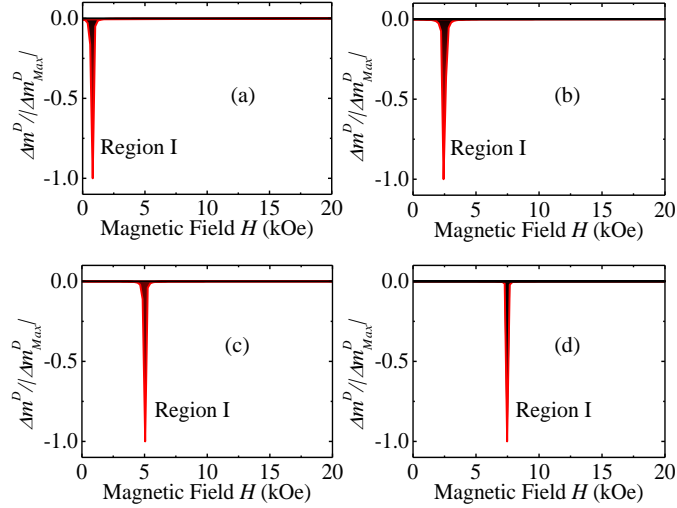 0.0
-0.5
-1.0
Δm^D/|Δm^D_Max|
(a)
Region I
0 5 10 15 20
Magnetic Field H (kOe)
0.0
-0.5
-1.0
Δm^D/|Δm^D_Max|
(b)
Region I
0 5 10 15 20
Magnetic Field H (kOe)
0.0
-0.5
-1.0
Δm^D/|Δm^D_Max|
(c)
Region I
0 5 10 15 20
Magnetic Field H (kOe)
0.0
-0.5
-1.0
Δm^D/|Δm^D_Max|
(d)
Region I
0 5 10 15 20
Magnetic Field H (kOe)